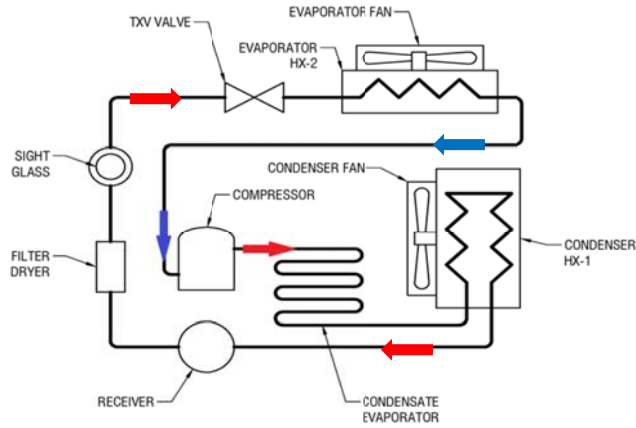 EVAPORATOR FAN
TXV VALVE
EVAPORATOR
HX-2
SIGHT
GLASS
CONDENSER FAN
COMPRESSOR
CONDENSER
HX-1
FILTER
DRYER
RECEIVER
CONDENSATE
EVAPORATOR